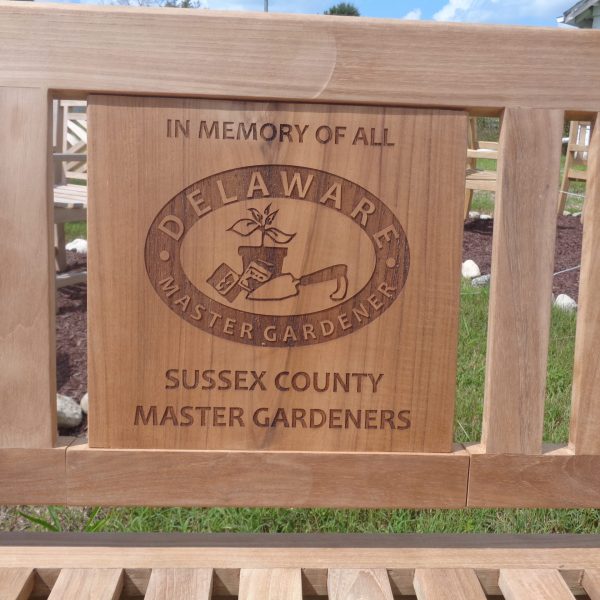 IN MEMORY OF ALL
DELAWARE
MASTER GARDENER
SUSSEX COUNTY
MASTER GARDENERS